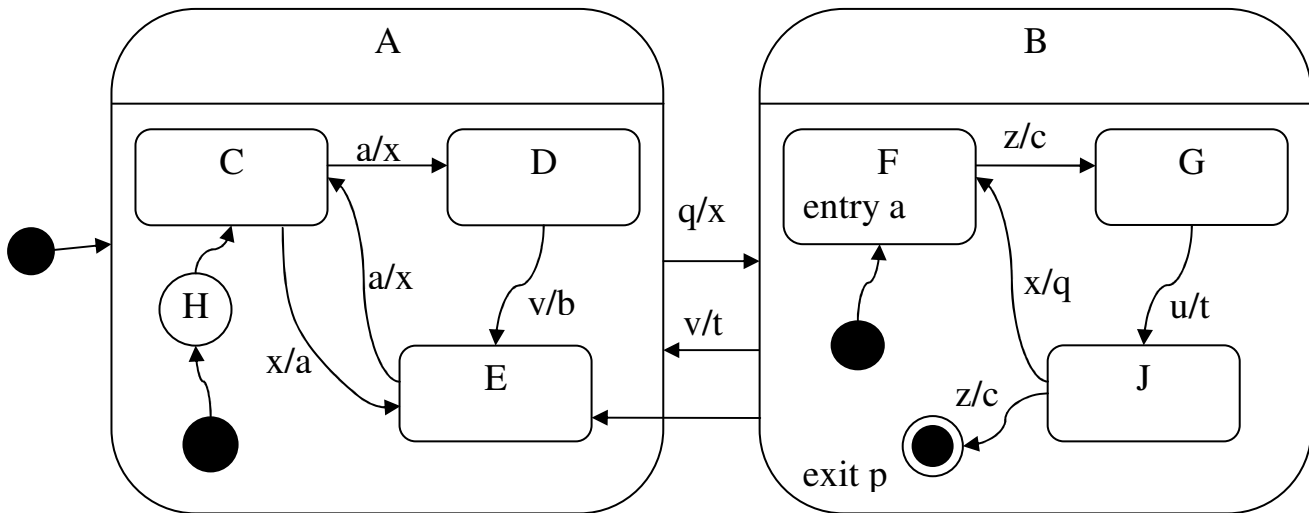 A
B
C
a/x
D
F
entry a
z/c
G
q/x
H
a/x
v/b
x/q
u/t
v/t
x/a
E
J
z/c
exit p